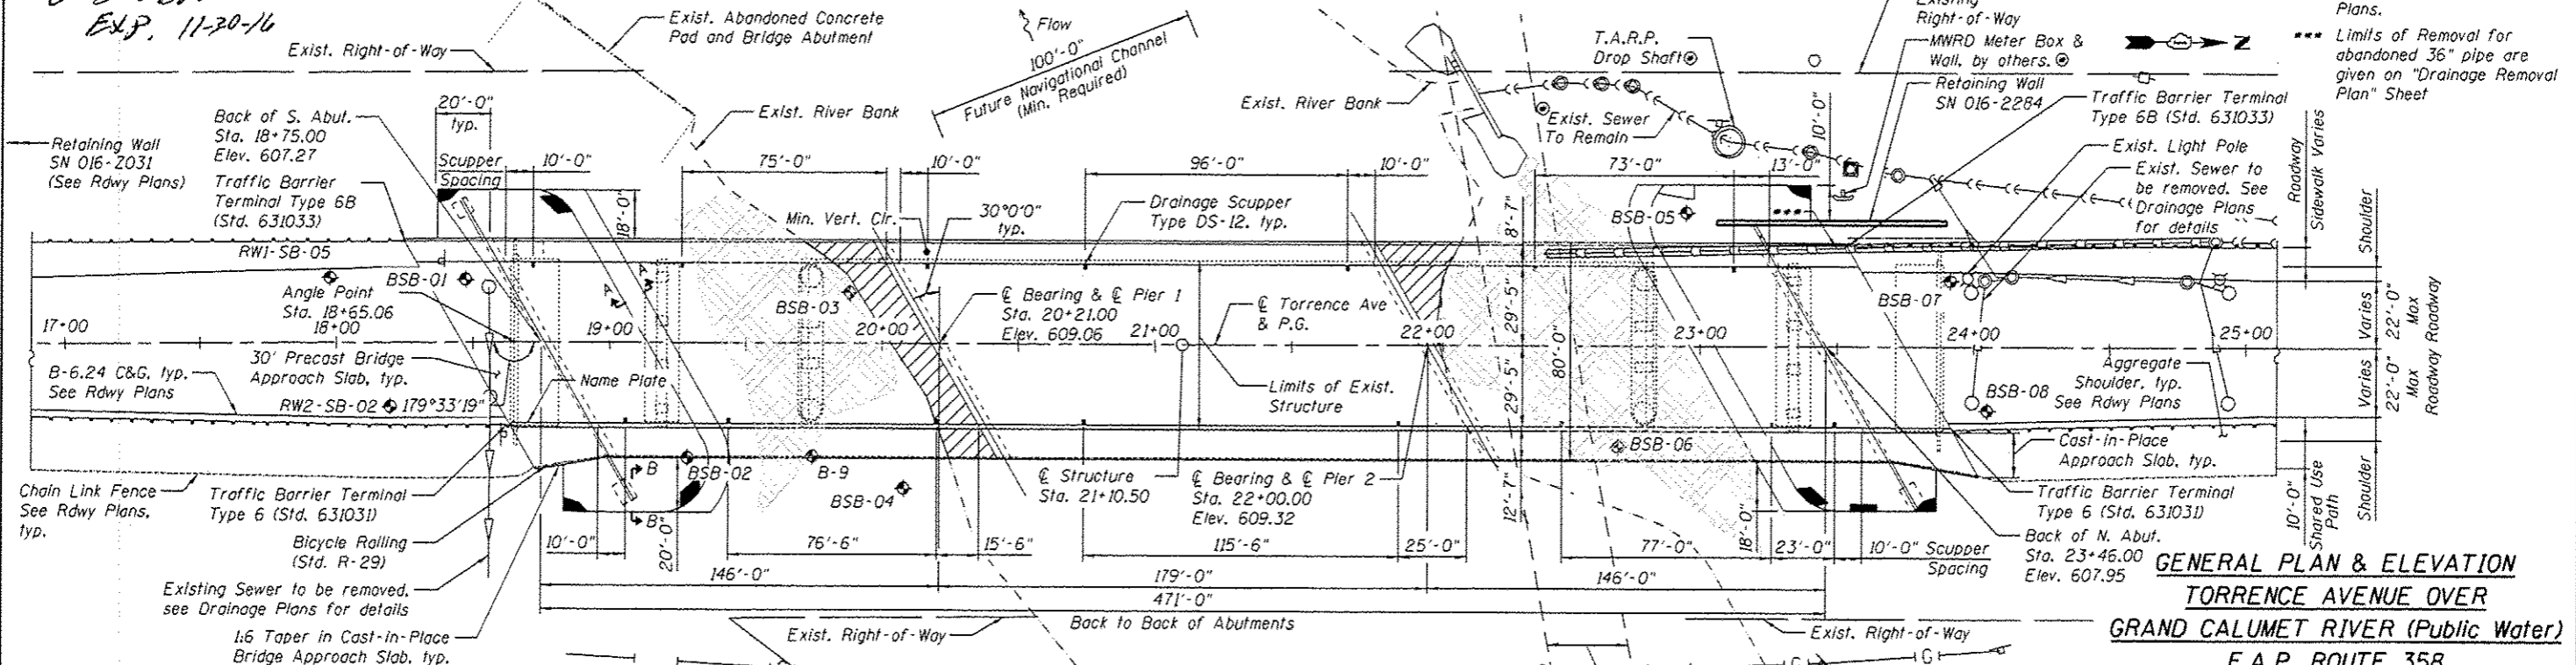 EXP. 11-30-16
Exist. Right-of-Way
Exist. Abandoned Concrete
Pad and Bridge Abutment
Flow
100'-0"
Future Navigational Channel
(Min. Required)
T.A.R.P.
Drop Shaft
Existing
Right-of-Way
MWRD Meter Box &
Wall, by others.
Retaining Wall
SN 016-2284
N
Plans.
*** Limits of Removal for
abandoned 36" pipe are
given on "Drainage Removal
Plan" Sheet
Retaining Wall
SN 016-2031
(See Rdwy Plans)
Back of S. Abut.
Sta. 18+75.00
Elev. 607.27
Traffic Barrier
Terminal Type 6B
(Std. 631033)
20'-0"
typ.
Scupper
Spacing
10'-0"
18'-0"
Exist. River Bank
75'-0"
10'-0"
Min. Vert. Clr.
30°0'0"
typ.
96'-0"
10'-0"
Drainage Scupper
Type DS-12, typ.
Exist. River Bank
Exist. Sewer
To Remain
73'-0"
13'-0"
10'-0"
8'-7"
BSB-05
***
Traffic Barrier Terminal
Type 6B (Std. 631033)
Exist. Light Pole
Exist. Sewer to
be removed. See
Drainage Plans
for details
Roadway
Sidewalk Varies
Shoulder
RW1-SB-05
BSB-01
Angle Point
Sta. 18+65.06
A
A
BSB-03
℄ Bearing & ℄ Pier 1
Sta. 20+21.00
Elev. 609.06
℄ Torrence Ave
& P.G.
BSB-07
17+00
18+00
19+00
20+00
21+00
22+00
23+00
24+00
25+00
29'-5"
29'-5"
80'-0"
12'-7"
30' Precast Bridge
Approach Slab, typ.
B-6.24 C&G, typ.
See Rdwy Plans
Name Plate
RW2-SB-02
179°33'19"
Limits of Exist.
Structure
Aggregate
Shoulder, typ.
See Rdwy Plans
BSB-08
Varies
22'-0"
Max
Roadway
Varies
22'-0"
Max
Roadway
Chain Link Fence
See Rdwy Plans,
typ.
Traffic Barrier Terminal
Type 6 (Std. 631031)
B
B
BSB-02
B-9
BSB-04
℄ Structure
Sta. 21+10.50
℄ Bearing & ℄ Pier 2
Sta. 22+00.00
Elev. 609.32
BSB-06
Cast-in-Place
Approach Slab, typ.
Traffic Barrier Terminal
Type 6 (Std. 631031)
10'-0"
Shared Use
Path
Shoulder
Bicycle Railing
(Std. R-29)
10'-0"
20'-0"
76'-6"
15'-6"
115'-6"
25'-0"
77'-0"
18'-0"
23'-0"
10'-0" Scupper
Spacing
Back of N. Abut.
Sta. 23+46.00
Elev. 607.95
Existing Sewer to be removed,
see Drainage Plans for details
146'-0"
179'-0"
146'-0"
471'-0"
Back to Back of Abutments
1:6 Taper in Cast-in-Place
Bridge Approach Slab, typ.
Exist. Right-of-Way
Exist. Right-of-Way
G
G
GENERAL PLAN & ELEVATION
TORRENCE AVENUE OVER
GRAND CALUMET RIVER (Public Water)
F.A.P. ROUTE 358